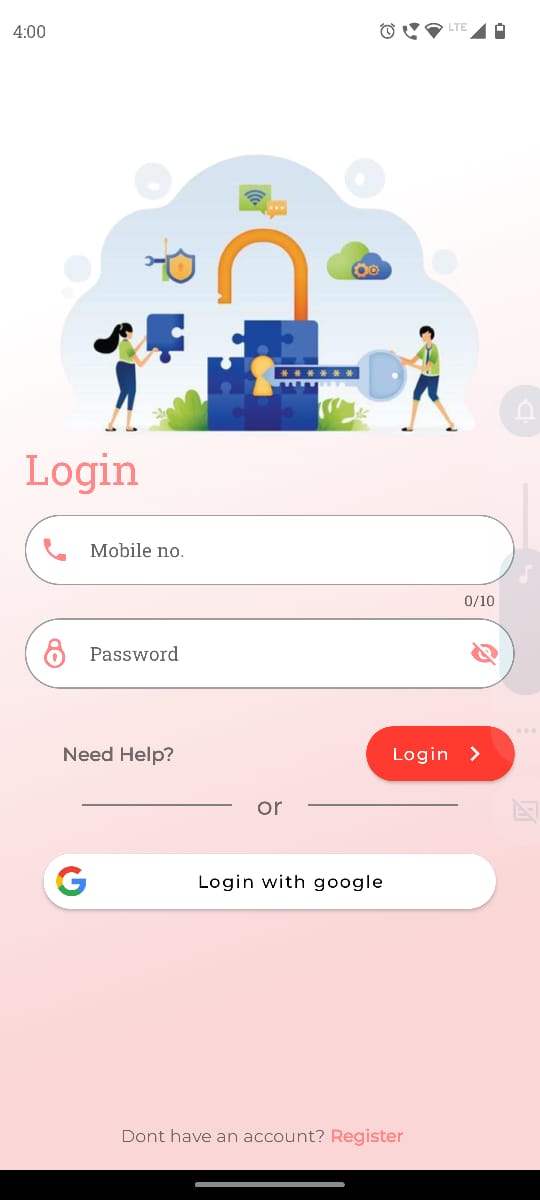 4:00
LTE
Login
Mobile no.
0/10
Password
Need Help?
Login
or
Login with google
Dont have an account? Register